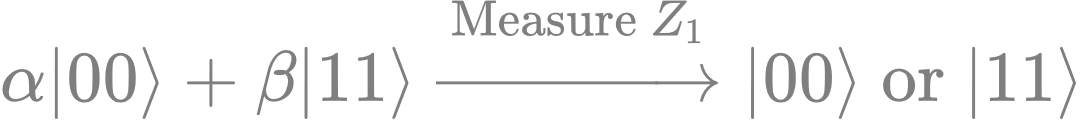 Measure Z₁
α|00⟩ + β|11⟩ ⟶ |00⟩ or |11⟩